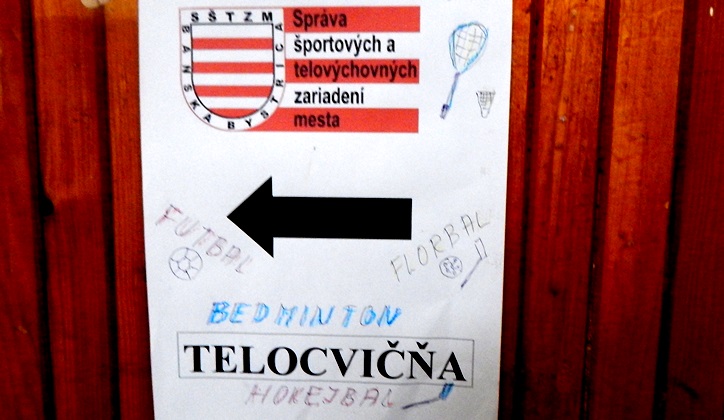 SŠTZM
BANSKÁ BYSTRICA
Správa
športových a
telovýchovných
zariadení
mesta
FUTBAL
FLORBAL
BEDMINTON
TELOCVIČŇA
HOKEJBAL